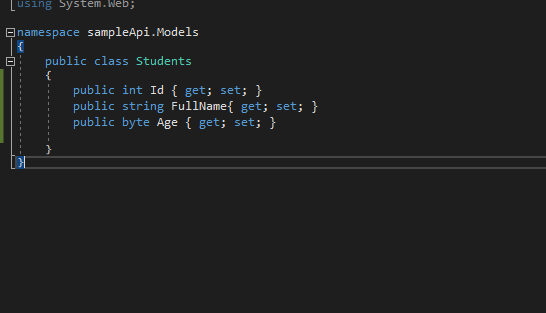 using System.Web;
namespace sampleApi.Models
{
public class Students
{
public int Id { get; set; }
public string FullName{ get; set; }
public byte Age { get; set; }
}
}